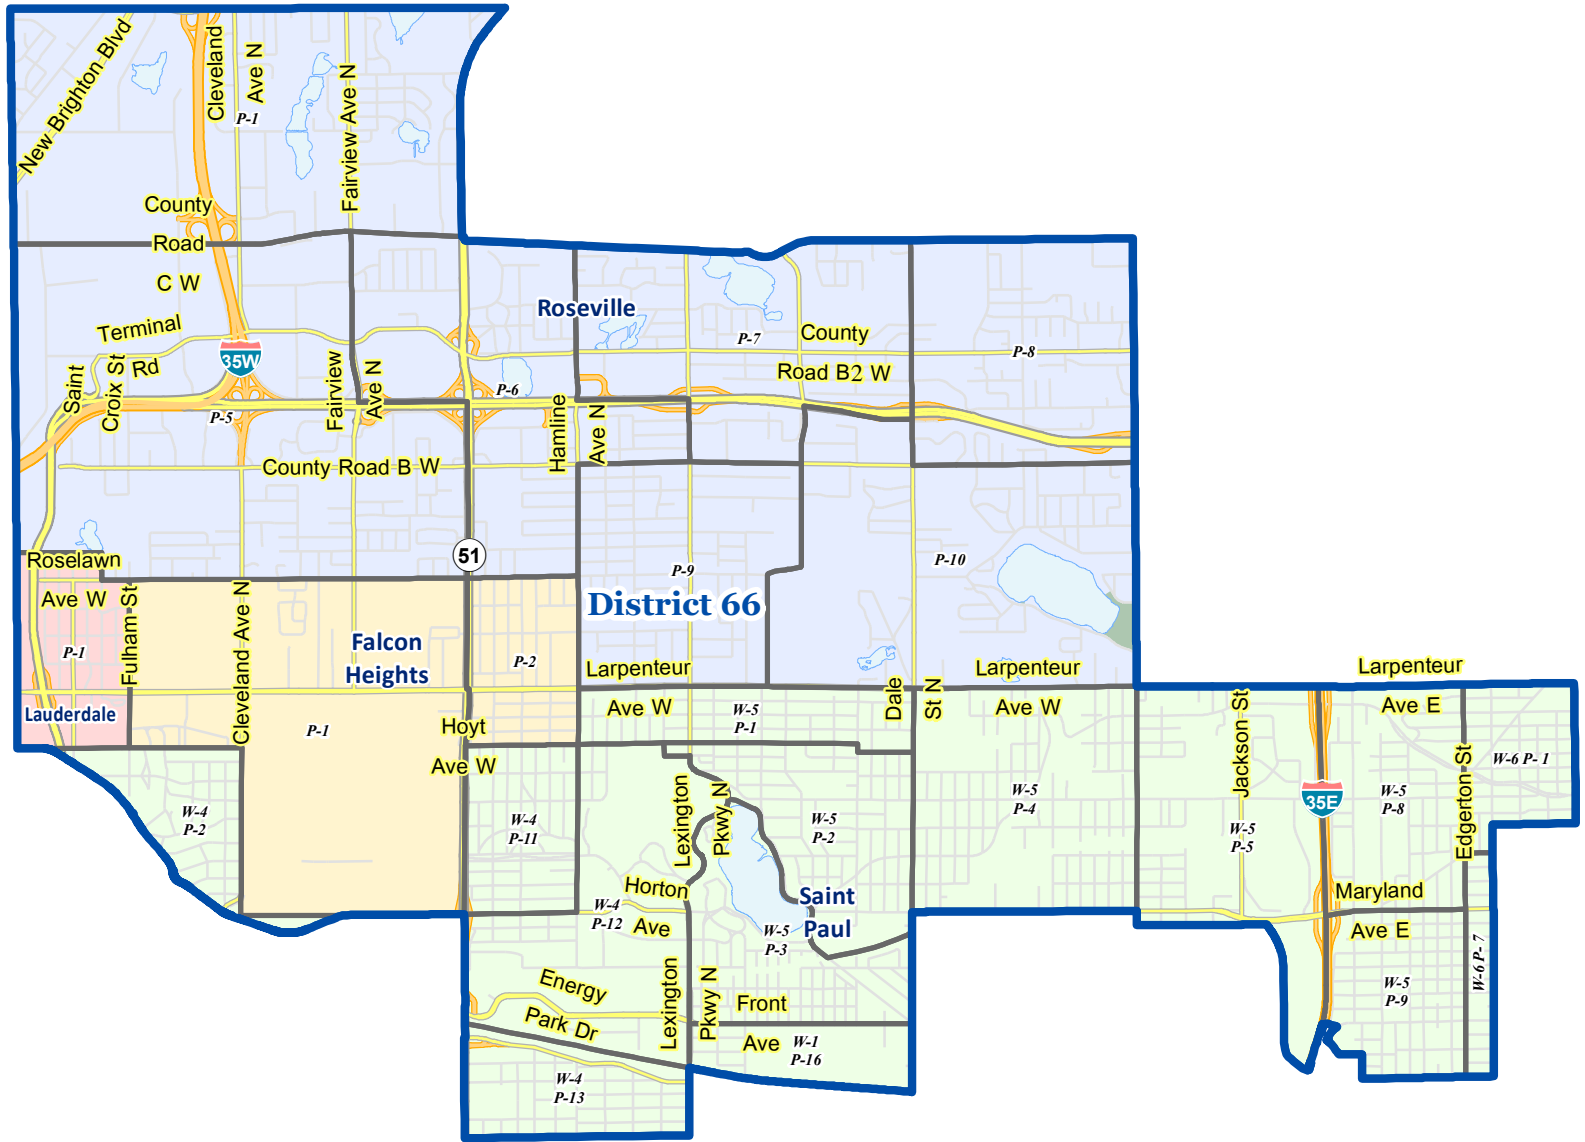 New Brighton Blvd
Cleveland
Ave N
Fairview Ave N
P-1
County
Road
C W
Terminal
Rd
Saint
Croix St
35W
Fairview
Ave N
P-5
Roseville
P-6
P-7
County
Road B2 W
P-8
Hamline
Ave N
County Road B W
51
Roselawn
Ave W
Fulham St
Cleveland Ave N
P-1
Lauderdale
Falcon
Heights
P-1
P-2
P-9
District 66
P-10
Larpenteur
Ave W
Dale
St N
Larpenteur
Ave W
Larpenteur
Ave E
Hoyt
Ave W
W-5
P-1
W-4
P-2
W-4
P-11
Lexington
Pkwy N
W-5
P-2
W-5
P-4
Jackson St
W-5
P-5
35E
W-5
P-8
Edgerton St
W-6 P- 1
Horton
Ave
W-4
P-12
Saint
Paul
W-5
P-3
Maryland
Ave E
W-5
P-9
W-6 P- 7
Energy
Park Dr
Lexington
Pkwy N
Front
Ave
W-1
P-16
W-4
P-13